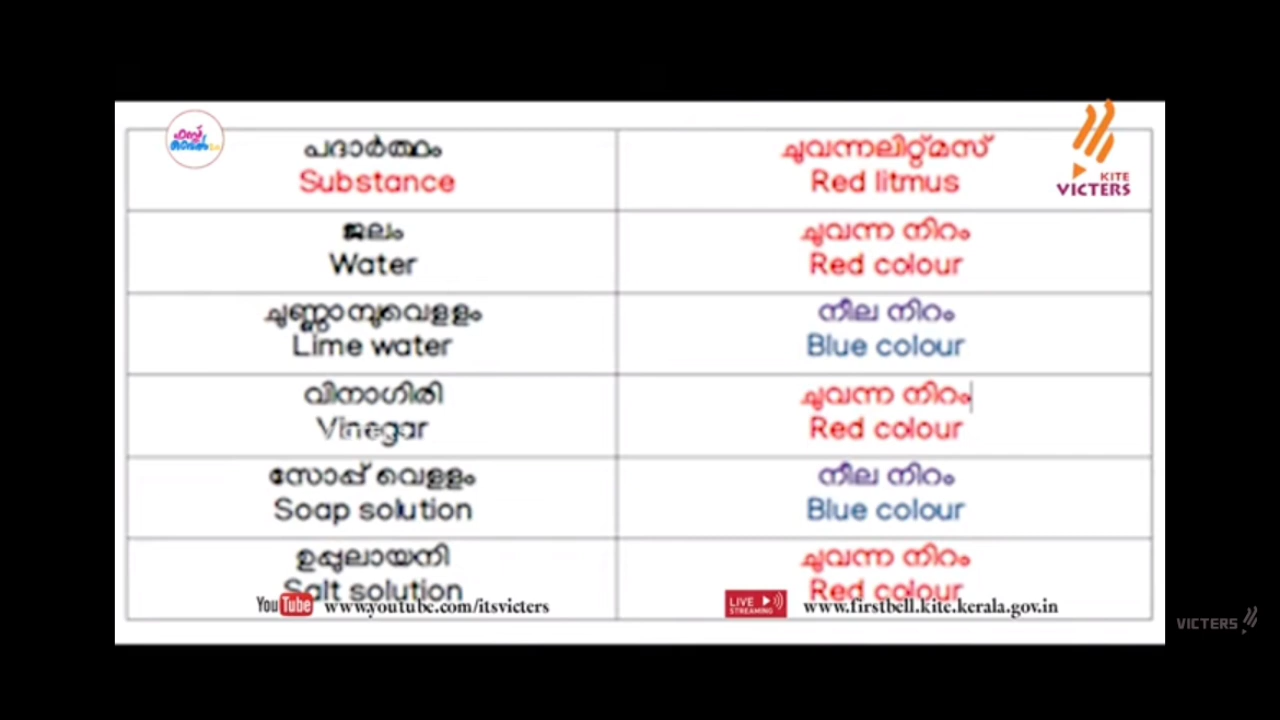 പദാർത്ഥം
Substance
ചുവന്നലിറ്റ്മസ്
Red litmus
KITE
VICTERS
ജലം
Water
ചുവന്ന നിറം
Red colour
ചുണ്ണാമ്പുവെള്ളം
Lime water
നീല നിറം
Blue colour
വിനാഗിരി
Vinegar
ചുവന്ന നിറം
Red colour
സോപ്പ് വെള്ളം
Soap solution
നീല നിറം
Blue colour
ഉപ്പുലായനി
Salt solution
ചുവന്ന നിറം
Red colour
YouTube www.youtube.com/itsvicters
LIVE STREAMING www.firstbell.kite.kerala.gov.in
VICTERS